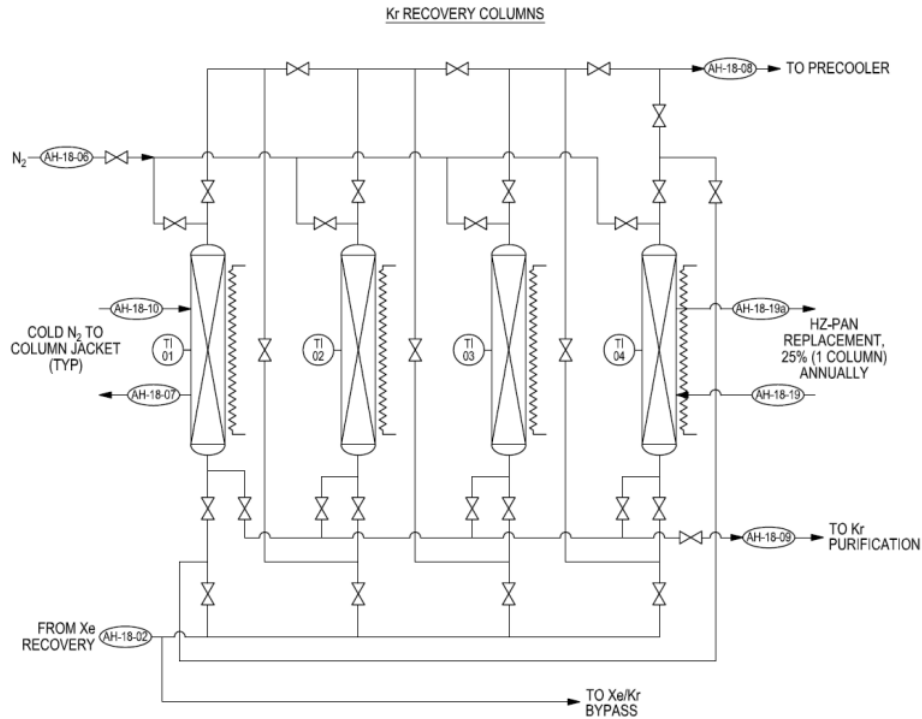 Kr RECOVERY COLUMNS
AH-18-08
TO PRECOOLER
N2
AH-18-06
AH-18-10
COLD N2 TO
COLUMN JACKET
(TYP)
AH-18-07
TI
01
TI
02
TI
03
TI
04
AH-18-19a
HZ-PAN
REPLACEMENT,
25% (1 COLUMN)
ANNUALLY
AH-18-19
AH-18-09
TO Kr
PURIFICATION
FROM Xe
RECOVERY
AH-18-02
TO Xe/Kr
BYPASS